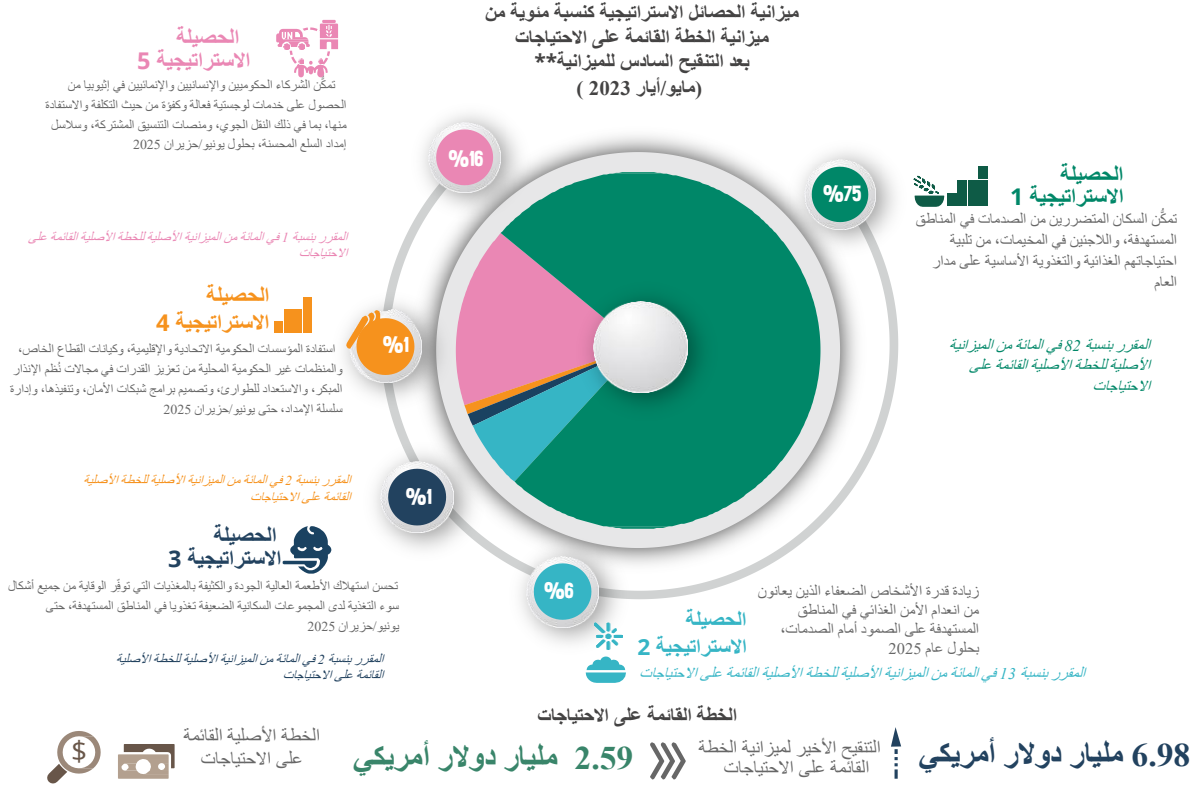 ميزانية الحصائل الاستراتيجية كنسبة مئوية من
ميزانية الخطة القائمة على الاحتياجات
بعد التنقيح السادس للميزانية**
(مايو/أيار 2023 )
%75
الحصيلة
الاستراتيجية 1
تمكُن السكان المتضررين من الصدمات في المناطق
المستهدفة، واللاجئين في المخيمات، من تلبية
احتياجاتهم الغذائية والتغذوية الأساسية على مدار
العام
المقرر بنسبة 82 في المائة من الميزانية
الأصلية للخطة الأصلية القائمة على
الاحتياجات
%16
الحصيلة
الاستراتيجية 5
UN
تمكُن الشركاء الحكوميين والإنسانيين والإنمائيين في إثيوبيا من
الحصول على خدمات لوجستية فعالة وكفؤة من حيث التكلفة والاستفادة
منها، بما في ذلك النقل الجوي، ومنصات التنسيق المشتركة، وسلاسل
إمداد السلع المحسنة، بحلول يونيو/حزيران 2025
المقرر بنسبة 1 في المائة من الميزانية الأصلية للخطة الأصلية القائمة على
الاحتياجات
%1
الحصيلة
الاستراتيجية 4
استفادة المؤسسات الحكومية الاتحادية والإقليمية، وكيانات القطاع الخاص،
والمنظمات غير الحكومية المحلية من تعزيز القدرات في مجالات نُظم الإنذار
المبكر، والاستعداد للطوارئ، وتصميم برامج شبكات الأمان، وتنفيذها، وإدارة
سلسلة الإمداد، حتى يونيو/حزيران 2025
المقرر بنسبة 2 في المائة من الميزانية الأصلية للخطة الأصلية
القائمة على الاحتياجات
%1
الحصيلة
الاستراتيجية 3
تحسن استهلاك الأطعمة العالية الجودة والكثيفة بالمغذيات التي توفّر الوقاية من جميع أشكال
سوء التغذية لدى المجموعات السكانية الضعيفة تغذويا في المناطق المستهدفة، حتى
يونيو/حزيران 2025
المقرر بنسبة 2 في المائة من الميزانية الأصلية للخطة الأصلية
القائمة على الاحتياجات
%6
الحصيلة
الاستراتيجية 2
زيادة قدرة الأشخاص الضعفاء الذين يعانون
من انعدام الأمن الغذائي في المناطق
المستهدفة على الصمود أمام الصدمات،
بحلول عام 2025
المقرر بنسبة 13 في المائة من الميزانية الأصلية للخطة الأصلية القائمة على الاحتياجات
الخطة القائمة على الاحتياجات
6.98 مليار دولار أمريكي
التنقيح الأخير لميزانية الخطة
القائمة على الاحتياجات
2.59 مليار دولار أمريكي
الخطة الأصلية القائمة
على الاحتياجات
$